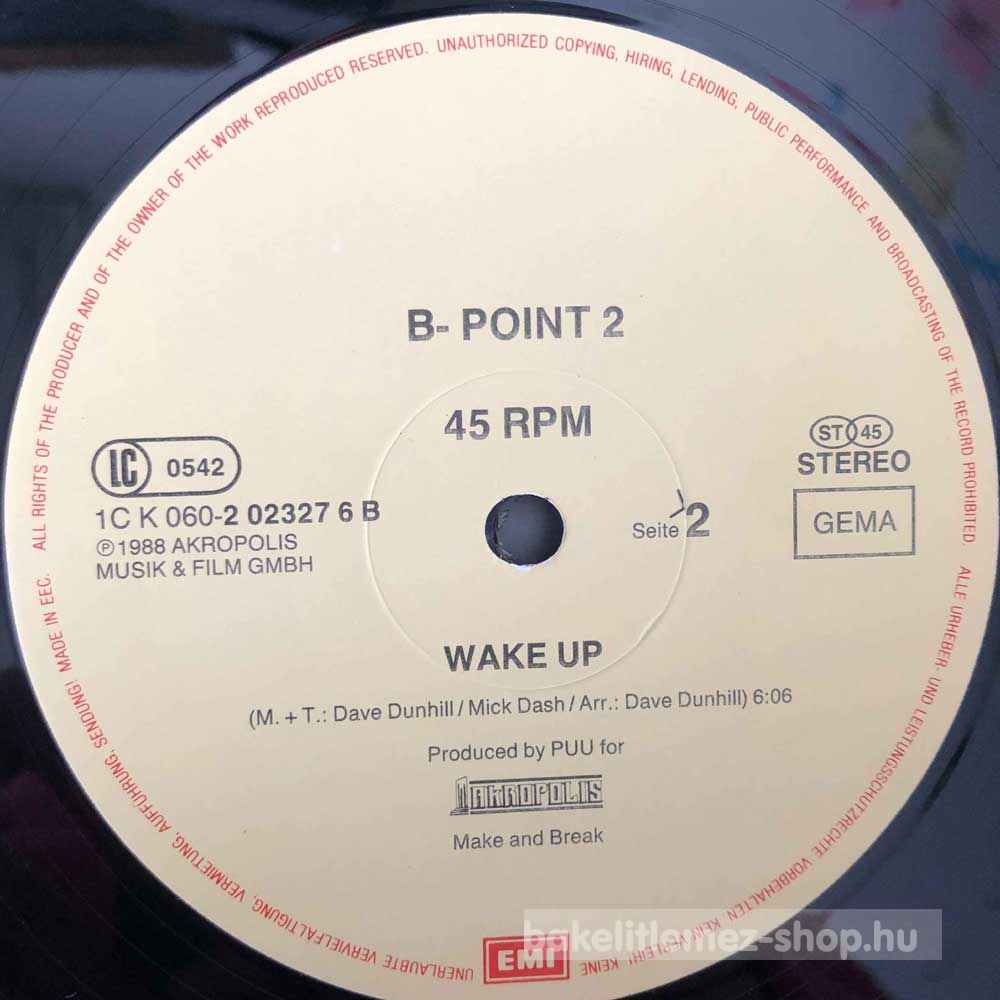 ALL RIGHTS OF THE PRODUCER AND OF THE OWNER OF THE WORK REPRODUCED RESERVED. UNAUTHORIZED COPYING, HIRING, LENDING, PUBLIC PERFORMANCE AND BROADCASTING OF THE RECORD PROHIBITED.
ALLE URHEBER- UND LEISTUNGSSCHUTZRECHTE VORBEHALTEN. KEIN VERLEIH! KEINE UNERLAUBTE VERVIELFÄLTIGUNG, VERMIETUNG, AUFFÜHRUNG, SENDUNG! MADE IN EEC.
B- POINT 2
45 RPM
LC 0542
ST 45
STEREO
1C K 060-2 02327 6 B
Seite 2
GEMA
℗ 1988 AKROPOLIS
MUSIK & FILM GMBH
WAKE UP
(M. + T.: Dave Dunhill / Mick Dash / Arr.: Dave Dunhill) 6:06
Produced by PUU for
AKROPOLIS
Make and Break
EMI
bakelitlemez-shop.hu